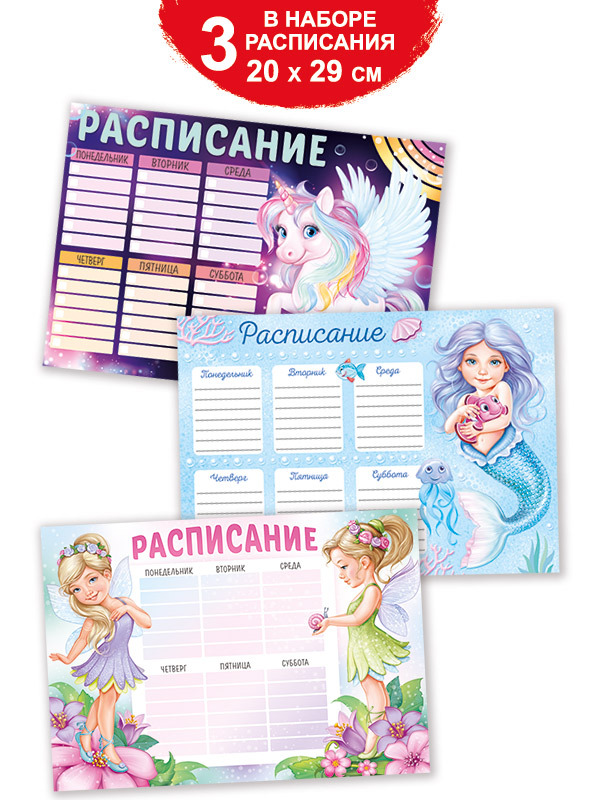 3 В НАБОРЕ
РАСПИСАНИЯ
20 х 29 см
РАСПИСАНИЕ
ПОНЕДЕЛЬНИК ВТОРНИК СРЕДА
ЧЕТВЕРГ ПЯТНИЦА СУББОТА
Расписание
Понедельник Вторник Среда
Четверг Пятница Суббота
РАСПИСАНИЕ
ПОНЕДЕЛЬНИК ВТОРНИК СРЕДА
ЧЕТВЕРГ ПЯТНИЦА СУББОТА